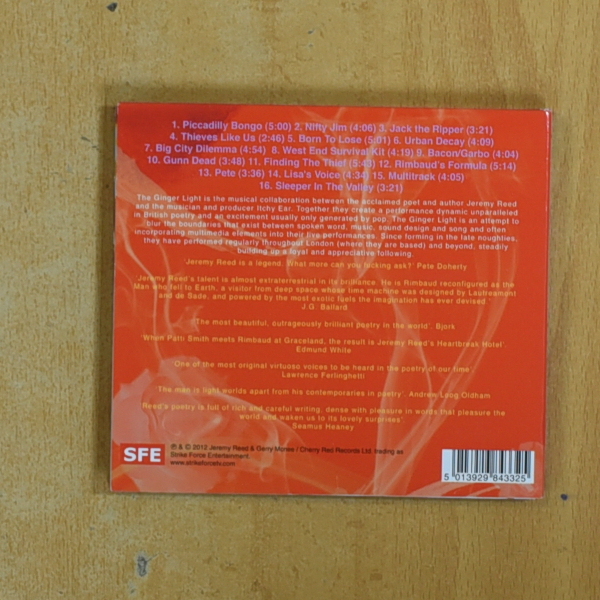 1. Piccadilly Bongo (5:00) 2. Nifty Jim (4:06) 3. Jack the Ripper (3:21)
4. Thieves Like Us (2:46) 5. Born To Lose (5:01) 6. Urban Decay (4:09)
7. Big City Dilemma (4:54) 8. West End Survival Kit (4:19) 9. Bacon/Garbo (4:04)
10. Gunn Dead (3:48) 11. Finding The Thief (5:43) 12. Rimbaud's Formula (5:14)
13. Pete (3:36) 14. Lisa's Voice (4:34) 15. Multitrack (4:05)
16. Sleeper In The Valley (3:21)
The Ginger Light is the musical collaboration between the acclaimed poet and author Jeremy Reed
and the musician and producer Itchy Ear. Together they create a performance dynamic unparalleled
in British poetry and an excitement usually only generated by pop. The Ginger Light is an attempt to
blur the boundaries that exist between spoken word, music, sound design and song and often
incorporating multimedia elements into their live performances. Since forming in the late noughties,
they have performed regularly throughout London (where they are based) and beyond, steadily
building up a loyal and appreciative following.
'Jeremy Reed is a legend. What more can you fucking ask?' Pete Doherty
'Jeremy Reed's talent is almost extraterrestrial in its brilliance. He is Rimbaud reconfigured as the
Man who fell to Earth, a visitor from deep space whose time machine was designed by Lautreamont
and de Sade, and powered by the most exotic fuels the imagination has ever devised.'
J.G. Ballard
'The most beautiful, outrageously brilliant poetry in the world'. Bjork
'When Patti Smith meets Rimbaud at Graceland, the result is Jeremy Reed's Heartbreak Hotel'.
Edmund White
'One of the most original virtuoso voices to be heard in the poetry of our time'
Lawrence Ferlinghetti
'The man is light worlds apart from his contemporaries in poetry'. Andrew Loog Oldham
Reed's poetry is full of rich and careful writing, dense with pleasure in words that pleasure the
world and waken us to its lovely surprises'
Seamus Heaney
SFE
℗ & © 2012 Jeremy Reed & Gerry McNee / Cherry Red Records Ltd. trading as
Strike Force Entertainment.
www.strikeforcedvd.com
5 013929 843325